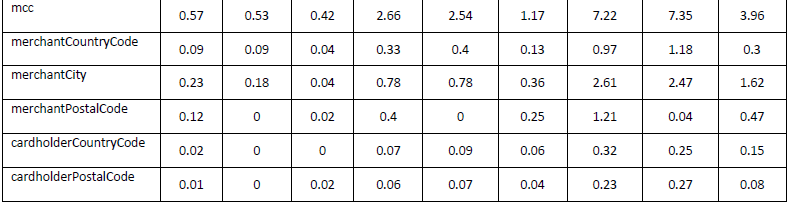 mcc 0.57 0.53 0.42 2.66 2.54 1.17 7.22 7.35 3.96
merchantCountryCode 0.09 0.09 0.04 0.33 0.4 0.13 0.97 1.18 0.3
merchantCity 0.23 0.18 0.04 0.78 0.78 0.36 2.61 2.47 1.62
merchantPostalCode 0.12 0 0.02 0.4 0 0.25 1.21 0.04 0.47
cardholderCountryCode 0.02 0 0 0.07 0.09 0.06 0.32 0.25 0.15
cardholderPostalCode 0.01 0 0.02 0.06 0.07 0.04 0.23 0.27 0.08